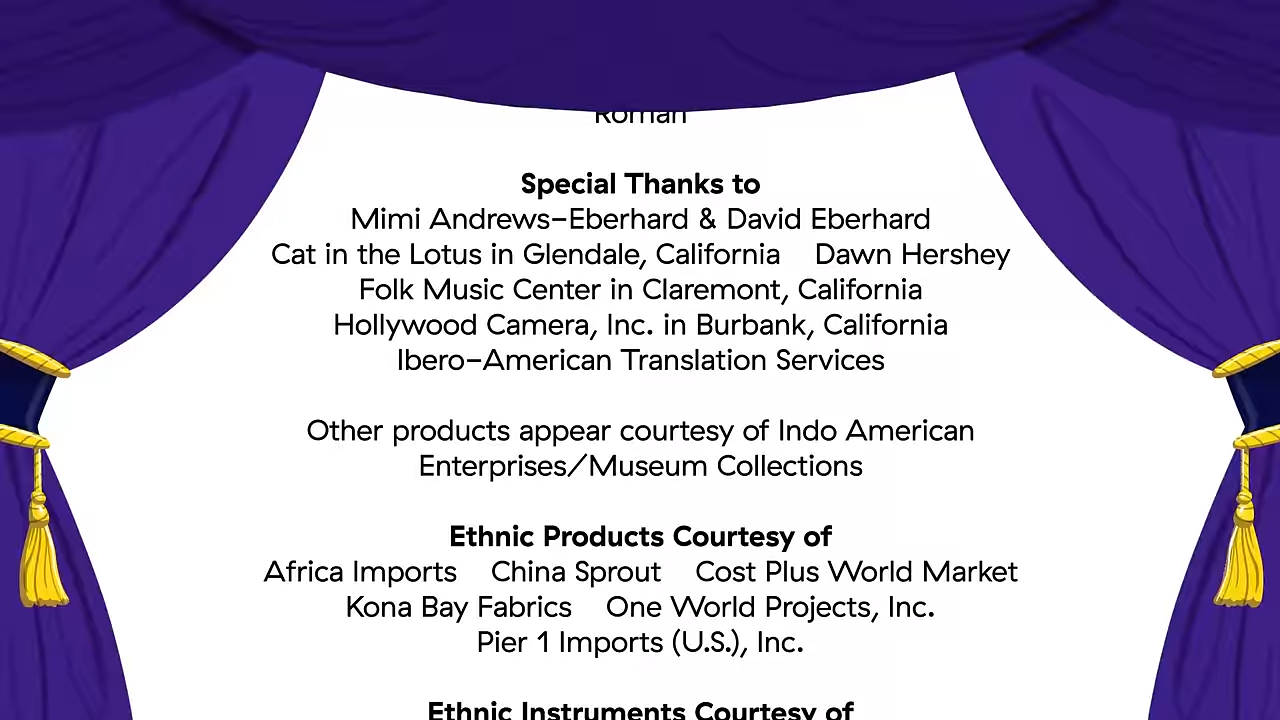 Roman
Special Thanks to
Mimi Andrews-Eberhard & David Eberhard
Cat in the Lotus in Glendale, California Dawn Hershey
Folk Music Center in Claremont, California
Hollywood Camera, Inc. in Burbank, California
Ibero-American Translation Services
Other products appear courtesy of Indo American
Enterprises/Museum Collections
Ethnic Products Courtesy of
Africa Imports China Sprout Cost Plus World Market
Kona Bay Fabrics One World Projects, Inc.
Pier 1 Imports (U.S.), Inc.
Ethnic Instruments Courtesy of